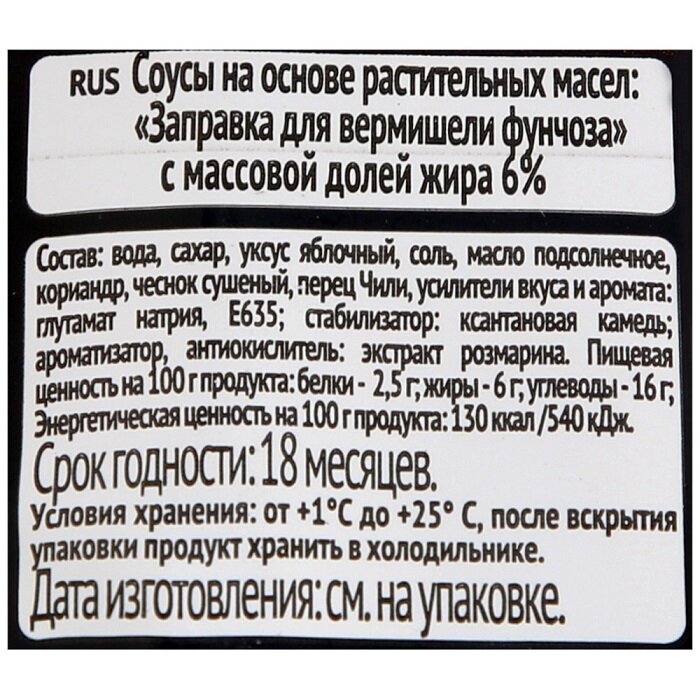 RUS Соусы на основе растительных масел:
«Заправка для вермишели фунчоза»
с массовой долей жира 6%
Состав: вода, сахар, уксус яблочный, соль, масло подсолнечное,
кориандр, чеснок сушеный, перец Чили, усилители вкуса и аромата:
глутамат натрия, Е635; стабилизатор: ксантановая камедь;
ароматизатор, антиокислитель: экстракт розмарина. Пищевая
ценность на 100 г продукта: белки - 2,5 г; жиры - 6 г; углеводы - 16 г;
Энергетическая ценность на 100 г продукта: 130 ккал /540 кДж.
Срок годности: 18 месяцев.
Условия хранения: от +1°С до +25° С, после вскрытия
упаковки продукт хранить в холодильнике.
Дата изготовления: см. на упаковке.